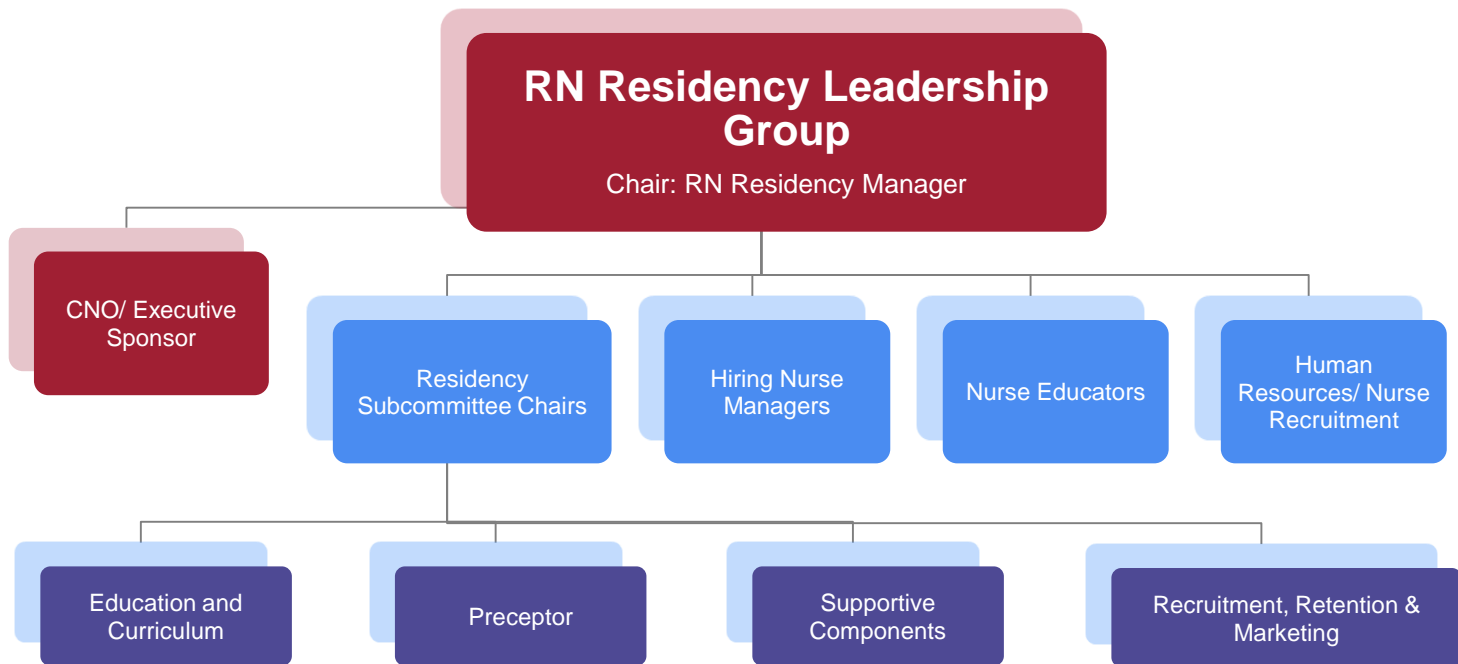 RN Residency Leadership
Group
Chair: RN Residency Manager
CNO/ Executive
Sponsor
Residency
Subcommittee Chairs
Hiring Nurse
Managers
Nurse Educators
Human
Resources/ Nurse
Recruitment
Education and
Curriculum
Preceptor
Supportive
Components
Recruitment, Retention &
Marketing